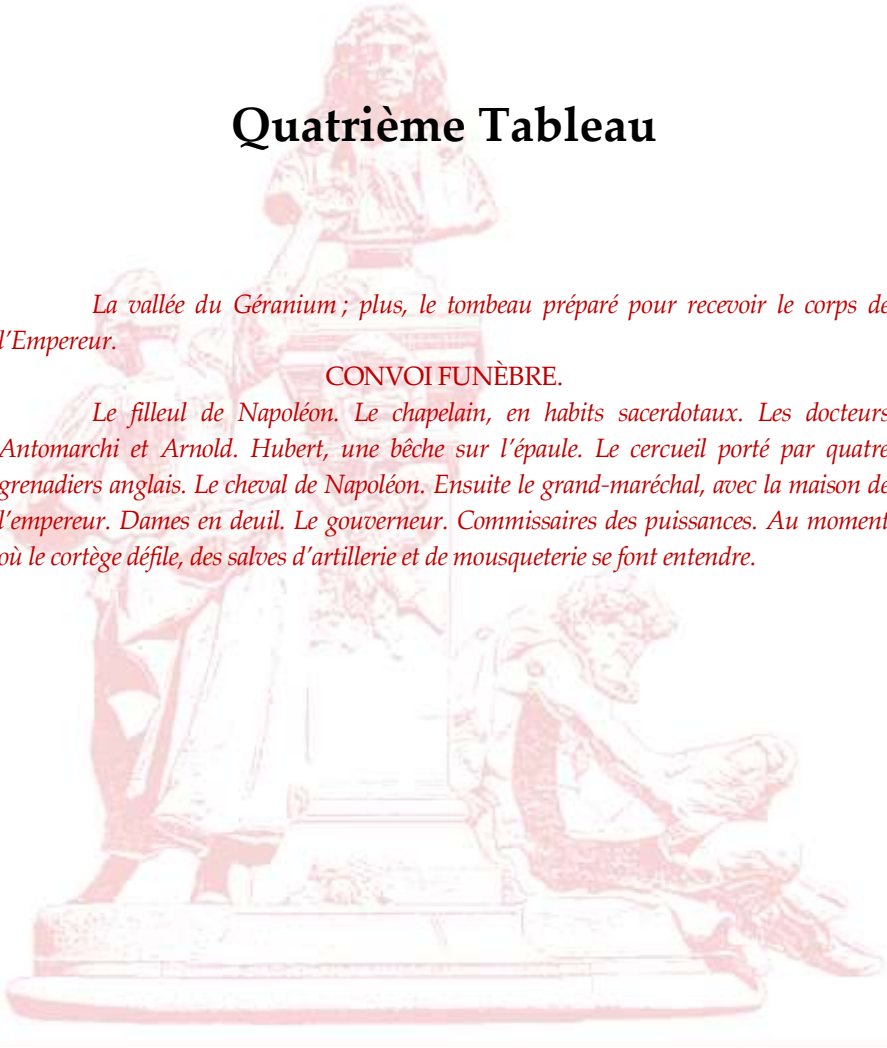 Quatrième Tableau
La vallée du Géranium ; plus, le tombeau préparé pour recevoir le corps de
l’Empereur.
CONVOI FUNÈBRE.
Le filleul de Napoléon. Le chapelain, en habits sacerdotaux. Les docteurs
Antomarchi et Arnold. Hubert, une bêche sur l’épaule. Le cercueil porté par quatre
grenadiers anglais. Le cheval de Napoléon. Ensuite le grand-maréchal, avec la maison de
l’empereur. Dames en deuil. Le gouverneur. Commissaires des puissances. Au moment
où le cortège défile, des salves d’artillerie et de mousqueterie se font entendre.